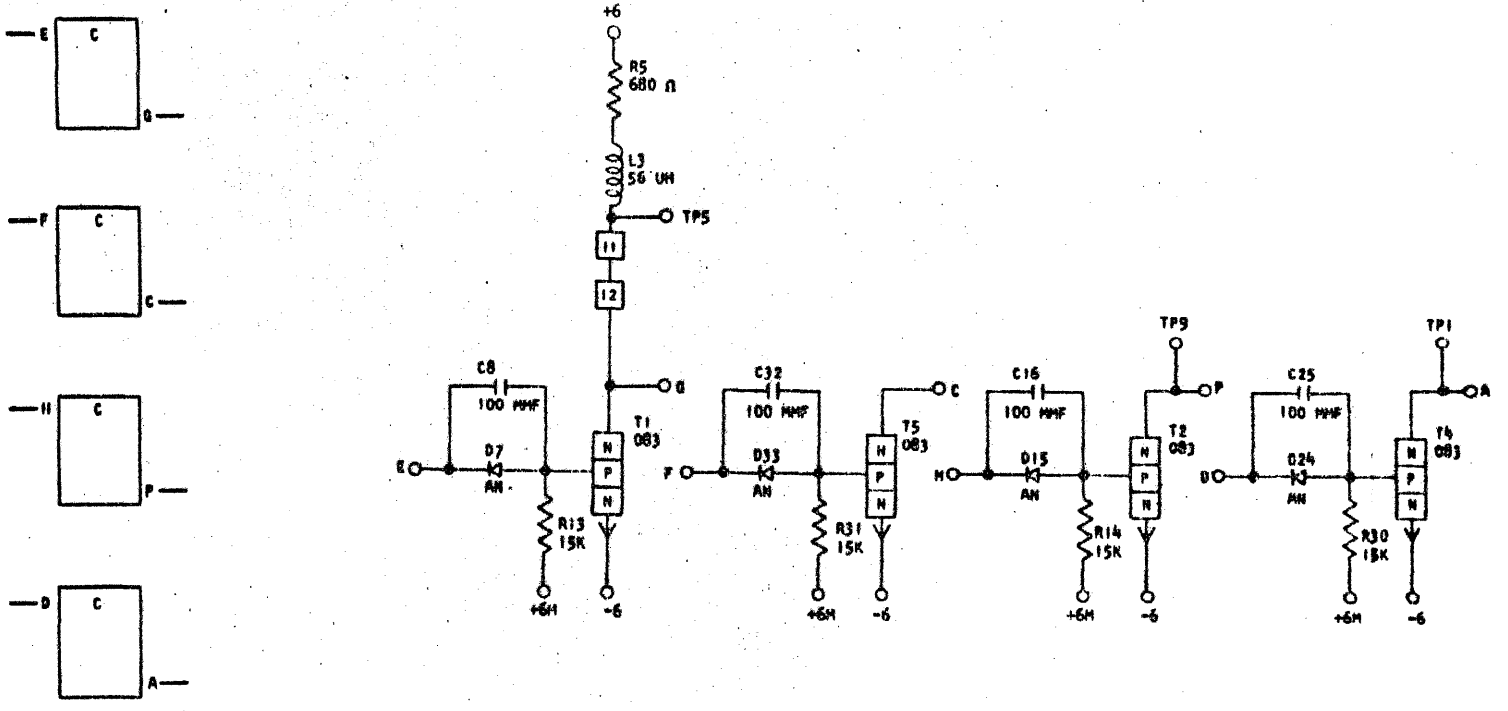 E
C
G
F
C
C
H
C
P
D
C
A
+6
R5
680 Ω
L3
56 UH
TP5
I1
I2
G
C8
100 MMF
D7
AN
E
T1
083
N
P
N
R13
15K
+6M
-6
C32
100 MMF
D33
AN
F
C
T5
083
N
P
N
R31
15K
+6M
-6
C16
100 MMF
D15
AN
H
TP9
P
T2
083
N
P
N
R14
15K
+6M
-6
C25
100 MMF
D24
AN
D
TP1
A
T4
083
N
P
N
R30
15K
+6M
-6